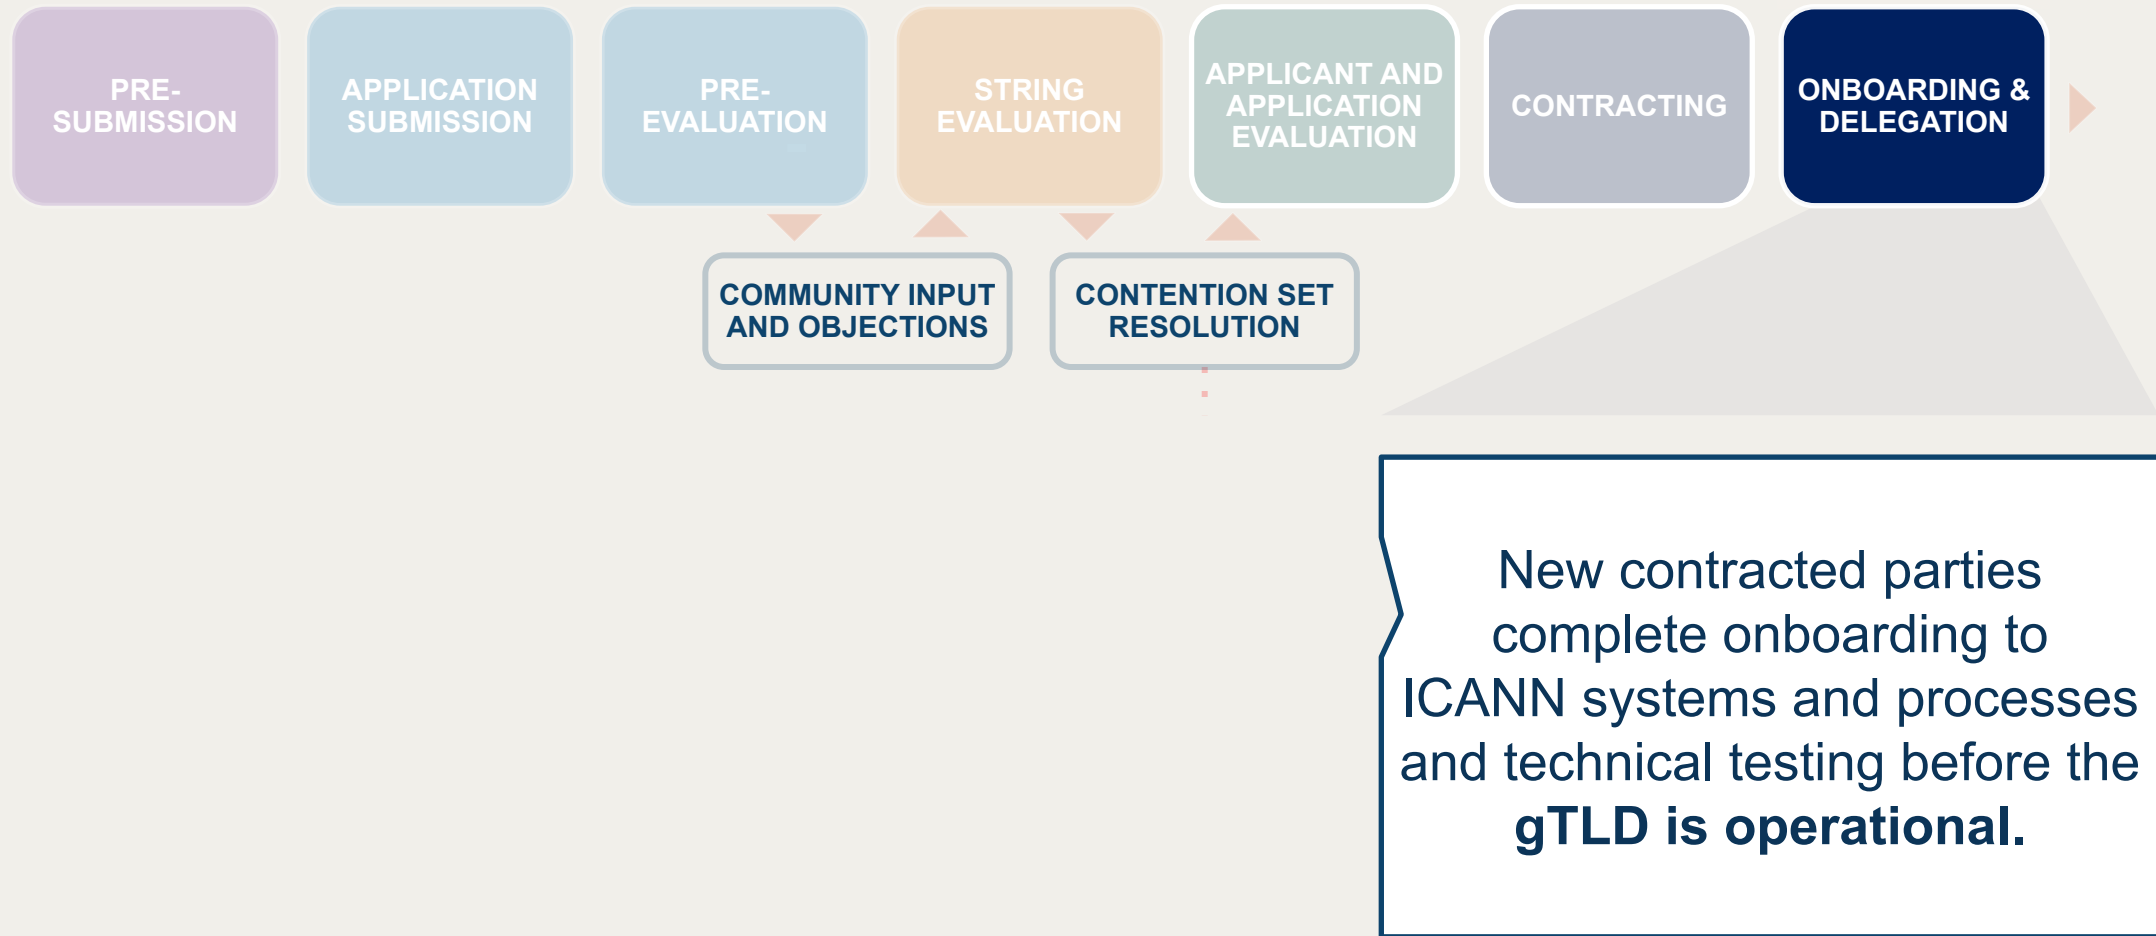 PRE-
SUBMISSION
APPLICATION
SUBMISSION
PRE-
EVALUATION
STRING
EVALUATION
APPLICANT AND
APPLICATION
EVALUATION
CONTRACTING
ONBOARDING &
DELEGATION
COMMUNITY INPUT
AND OBJECTIONS
CONTENTION SET
RESOLUTION
New contracted parties
complete onboarding to
ICANN systems and processes
and technical testing before the
gTLD is operational.